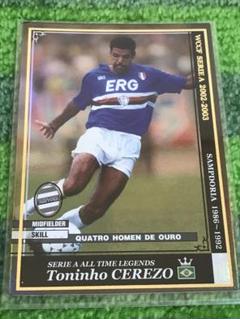 WCCF SERIE A 2002-2003
SAMPDORIA 1986~1992
ERG
MIDFIELDER
SKILL
QUATRO HOMEN DE OURO
SERIE A ALL TIME LEGENDS
Toninho CEREZO